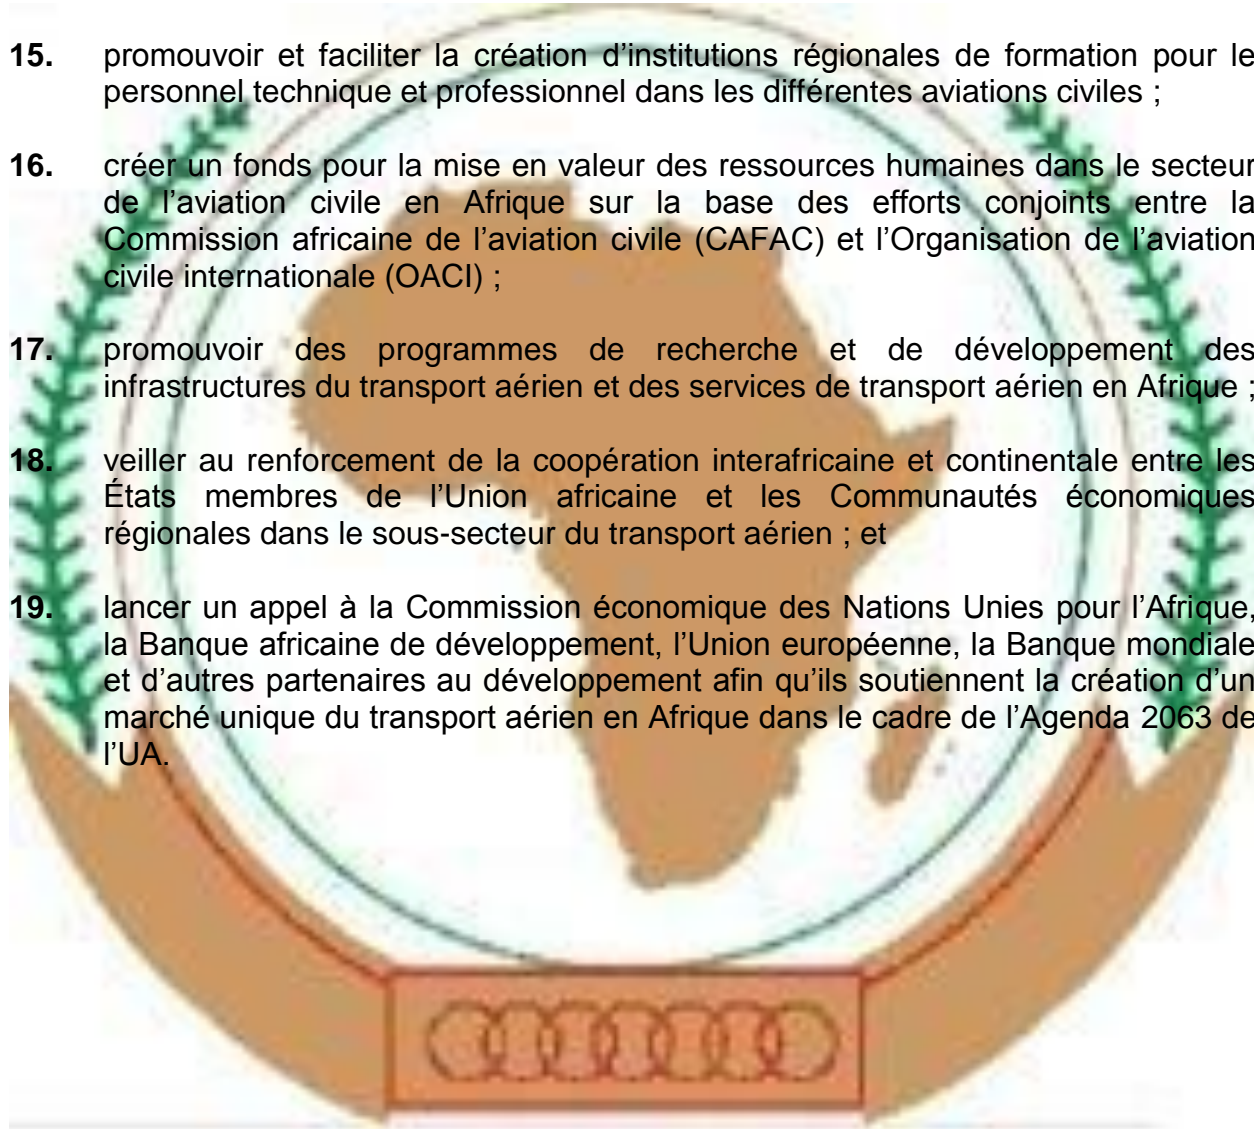 15. promouvoir et faciliter la création d’institutions régionales de formation pour le
personnel technique et professionnel dans les différentes aviations civiles ;
16. créer un fonds pour la mise en valeur des ressources humaines dans le secteur
de l’aviation civile en Afrique sur la base des efforts conjoints entre la
Commission africaine de l’aviation civile (CAFAC) et l’Organisation de l’aviation
civile internationale (OACI) ;
17. promouvoir des programmes de recherche et de développement des
infrastructures du transport aérien et des services de transport aérien en Afrique ;
18. veiller au renforcement de la coopération interafricaine et continentale entre les
États membres de l’Union africaine et les Communautés économiques
régionales dans le sous-secteur du transport aérien ; et
19. lancer un appel à la Commission économique des Nations Unies pour l’Afrique,
la Banque africaine de développement, l’Union européenne, la Banque mondiale
et d’autres partenaires au développement afin qu’ils soutiennent la création d’un
marché unique du transport aérien en Afrique dans le cadre de l’Agenda 2063 de
l’UA.